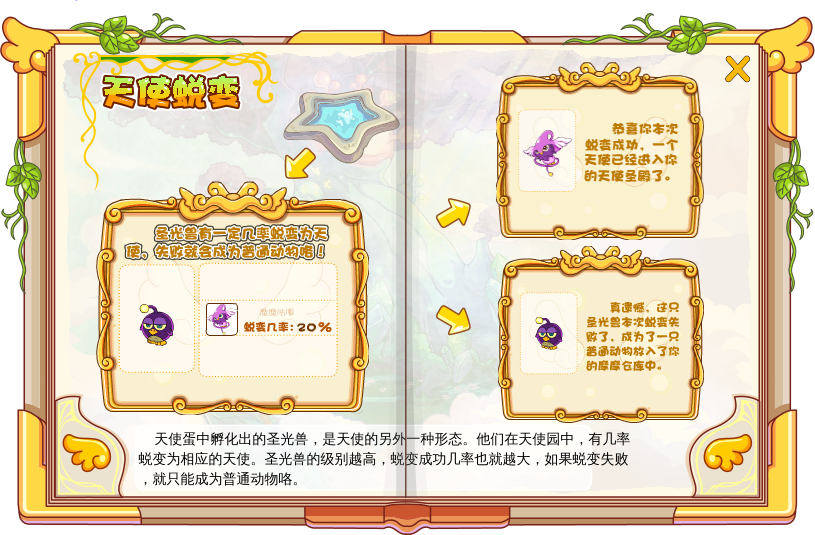 天使蜕变
圣光兽有一定几率蜕变为天
使，失败就会成为普通动物咯！
蜕变几率：20%
恭喜你本次
蜕变成功，一个
天使已经进入你
的天使圣殿了。
真遗憾，这只
圣光兽本次蜕变失
败了，成为了一只
普通动物放入了你
的摩摩仓库中。
天使蛋中孵化出的圣光兽，是天使的另外一种形态。他们在天使园中，有几率
蜕变为相应的天使。圣光兽的级别越高，蜕变成功几率也就越大，如果蜕变失败
，就只能成为普通动物咯。